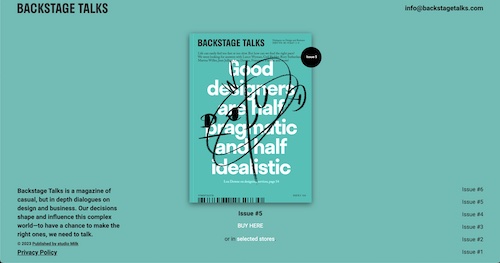 BACKSTAGE TALKS
info@backstagetalks.com
BACKSTAGE TALKS
Issue 5
Good
designers
are half
pragmatic
and half
idealistic
Issue #5
BUY HERE
or in selected stores.
Backstage Talks is a magazine of
casual, but in depth dialogues on
design and business. Our decisions
shape and influence this complex
world—to have a chance to make the
right ones, we need to talk.
© 2023 Published by studio Milk
Privacy Policy
Issue #6
Issue #5
Issue #4
Issue #3
Issue #2
Issue #1